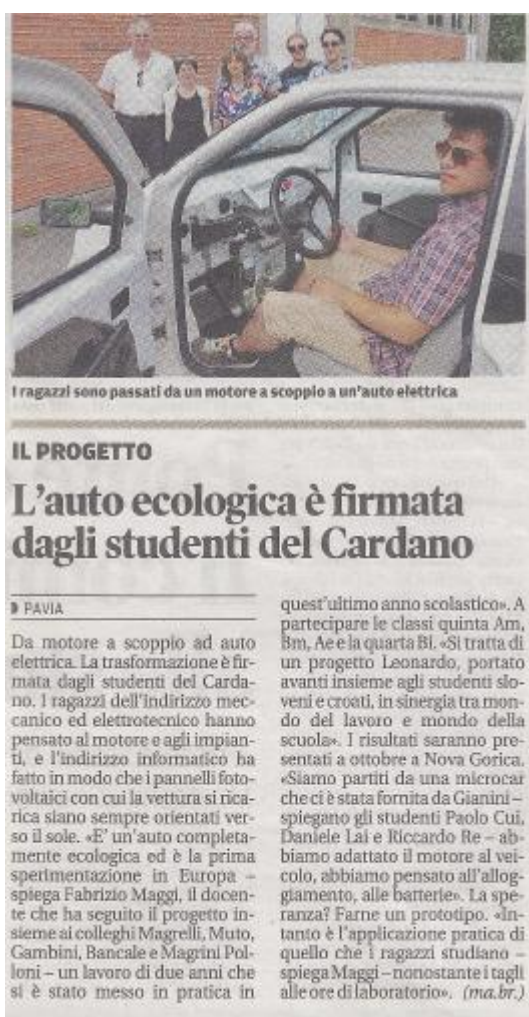 I ragazzi sono passati da un motore a scoppio a un'auto elettrica
IL PROGETTO
L'auto ecologica è firmata
dagli studenti del Cardano
PAVIA
Da motore a scoppio ad auto
elettrica. La trasformazione è fir-
mata dagli studenti del Carda-
no. I ragazzi dell'indirizzo mec-
canico ed elettrotecnico hanno
pensato al motore e agli impian-
ti, e l'indirizzo informatico ha
fatto in modo che i pannelli foto-
voltaici con cui la vettura si rica-
rica siano sempre orientati ver-
so il sole. «E' un'auto completa-
mente ecologica ed è la prima
sperimentazione in Europa –
spiega Fabrizio Maggi, il docen-
te che ha seguito il progetto in-
sieme ai colleghi Magrelli, Muto,
Gambini, Bancale e Magrini Pol-
loni – un lavoro di due anni che
si è stato messo in pratica in
quest'ultimo anno scolastico». A
partecipare le classi quinta Am,
Bm, Ae e la quarta Bi. «Si tratta di
un progetto Leonardo, portato
avanti insieme agli studenti slo-
veni e croati, in sinergia tra mon-
do del lavoro e mondo della
scuola». I risultati saranno pre-
sentati a ottobre a Nova Gorica.
«Siamo partiti da una microcar
che ci è stata fornita da Gianini –
spiegano gli studenti Paolo Cui,
Daniele Lai e Riccardo Re – ab-
biamo adattato il motore al vei-
colo, abbiamo pensato all'allog-
giamento, alle batterie». La spe-
ranza? Farne un prototipo. «In-
tanto è l'applicazione pratica di
quello che i ragazzi studiano –
spiega Maggi – nonostante i tagli
alle ore di laboratorio». (ma.br.)